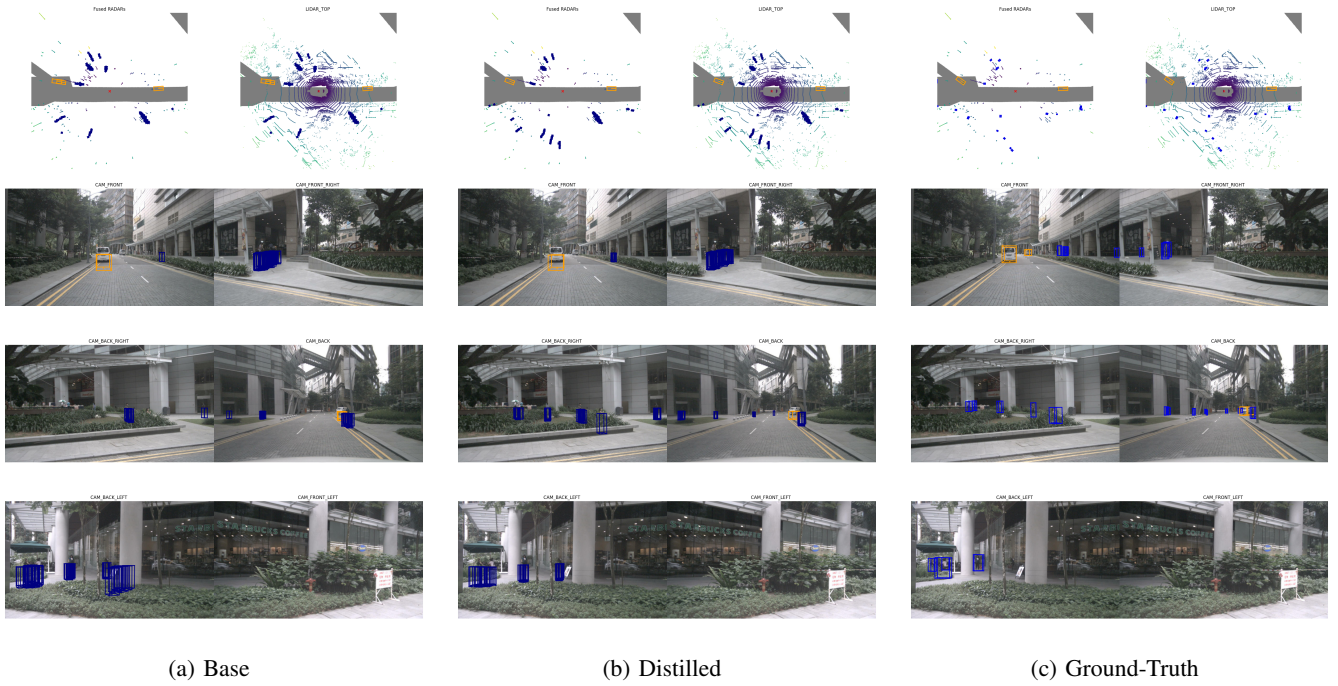 Fused RADARs LIDAR_TOP Fused RADARs LIDAR_TOP Fused RADARs LIDAR_TOP
CAM_FRONT CAM_FRONT_RIGHT CAM_FRONT CAM_FRONT_RIGHT CAM_FRONT CAM_FRONT_RIGHT
CAM_BACK_RIGHT CAM_BACK CAM_BACK_RIGHT CAM_BACK CAM_BACK_RIGHT CAM_BACK
CAM_BACK_LEFT CAM_FRONT_LEFT CAM_BACK_LEFT CAM_FRONT_LEFT CAM_BACK_LEFT CAM_FRONT_LEFT
(a) Base (b) Distilled (c) Ground-Truth